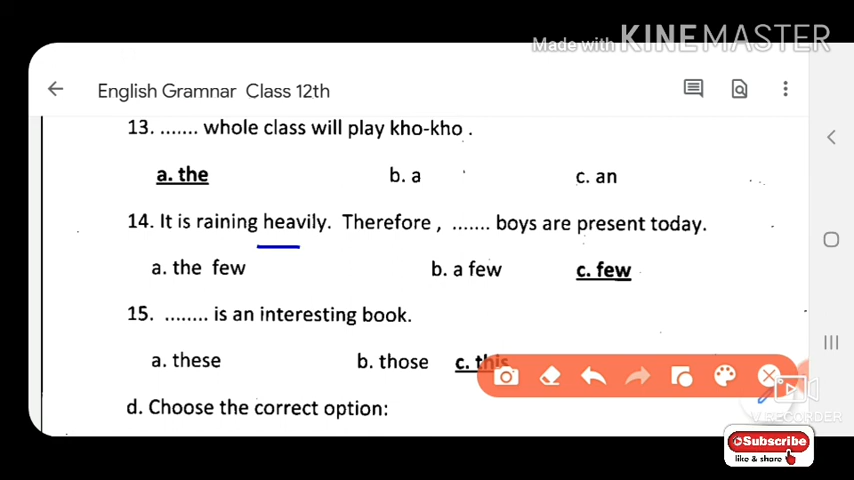 Made with KINEMASTER
English Gramnar Class 12th
13. ....... whole class will play kho-kho .
a. the b. a c. an
14. It is raining heavily. Therefore , ....... boys are present today.
a. the few b. a few c. few
15. ........ is an interesting book.
a. these b. those c. this
d. Choose the correct option:
V RECORDER
Subscribe
like & share